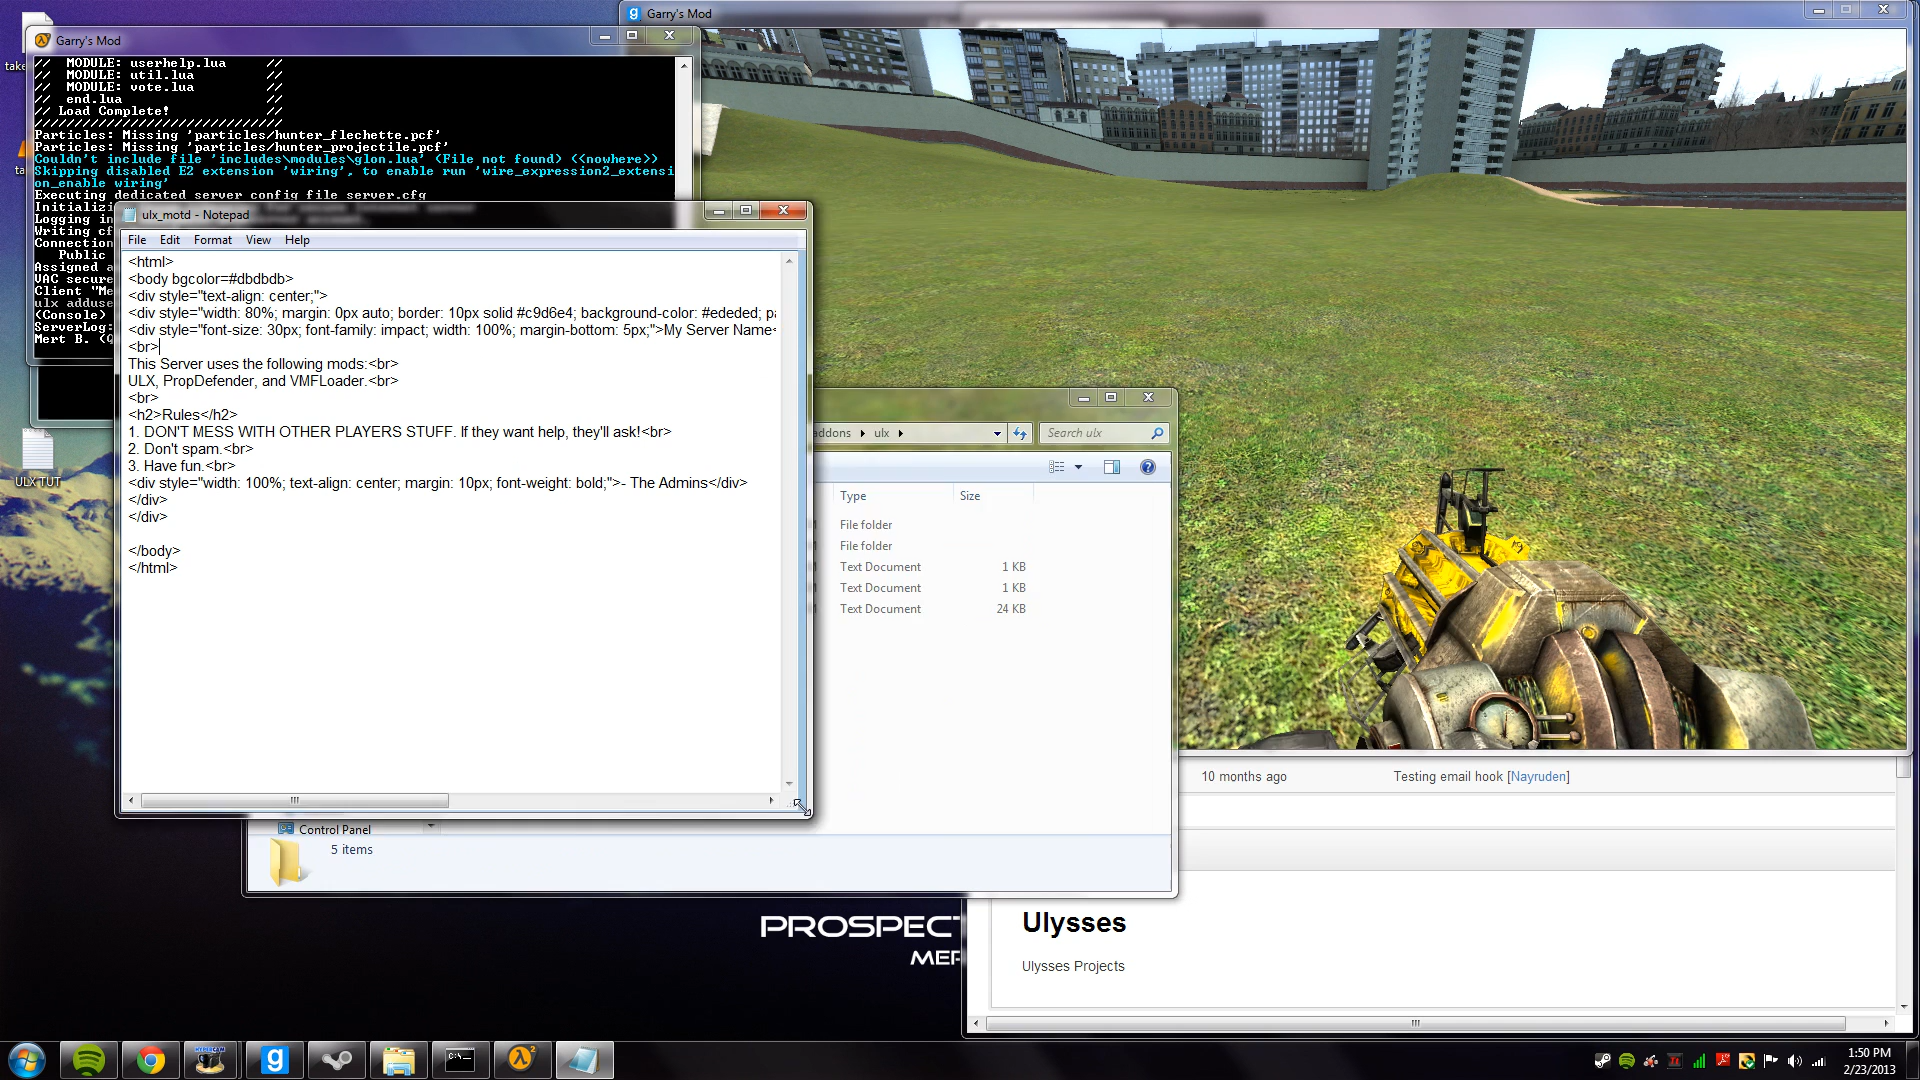 Garry's Mod
Garry's Mod
take
ta
//  MODULE: userhelp.lua      //
//  MODULE: util.lua          //
//  MODULE: vote.lua          //
//  end.lua                   //
// Load Complete!             //
///////////////////////////////
Particles: Missing 'particles/hunter_flechette.pcf'
Particles: Missing 'particles/hunter_projectile.pcf'
Couldn't include file 'includes\modules\glon.lua' (File not found) (<nowhere>)
Skipping disabled E2 extension 'wiring', to enable run 'wire_expression2_extensi
on_enable wiring'
Executing dedicated server config file server.cfg
Initializi
Logging in
Writing cf
Connection
Public
Assigned a
VAC secure
Client "Me
ulx adduse
(Console)
ServerLog:
Mert B. (Q
ulx_motd - Notepad
File Edit Format View Help
<html>
<body bgcolor=#dbdbdb>
<div style="text-align: center;">
<div style="width: 80%; margin: 0px auto; border: 10px solid #c9d6e4; background-color: #ededed; pa
<div style="font-size: 30px; font-family: impact; width: 100%; margin-bottom: 5px;">My Server Name<
<br>
This Server uses the following mods:<br>
ULX, PropDefender, and VMFLoader.<br>
<br>
<h2>Rules</h2>
1. DON'T MESS WITH OTHER PLAYERS STUFF. If they want help, they'll ask!<br>
2. Don't spam.<br>
3. Have fun.<br>
<div style="width: 100%; text-align: center; margin: 10px; font-weight: bold;">- The Admins</div>
</div>
</div>
</body>
</html>
ULX TUT
addons ulx
Search ulx
Type Size
File folder
File folder
Text Document 1 KB
Text Document 1 KB
Text Document 24 KB
Control Panel
5 items
10 months ago Testing email hook [Nayruden]
Ulysses
Ulysses Projects
PROSPECT
MER
C:\_
1:50 PM
2/23/2013